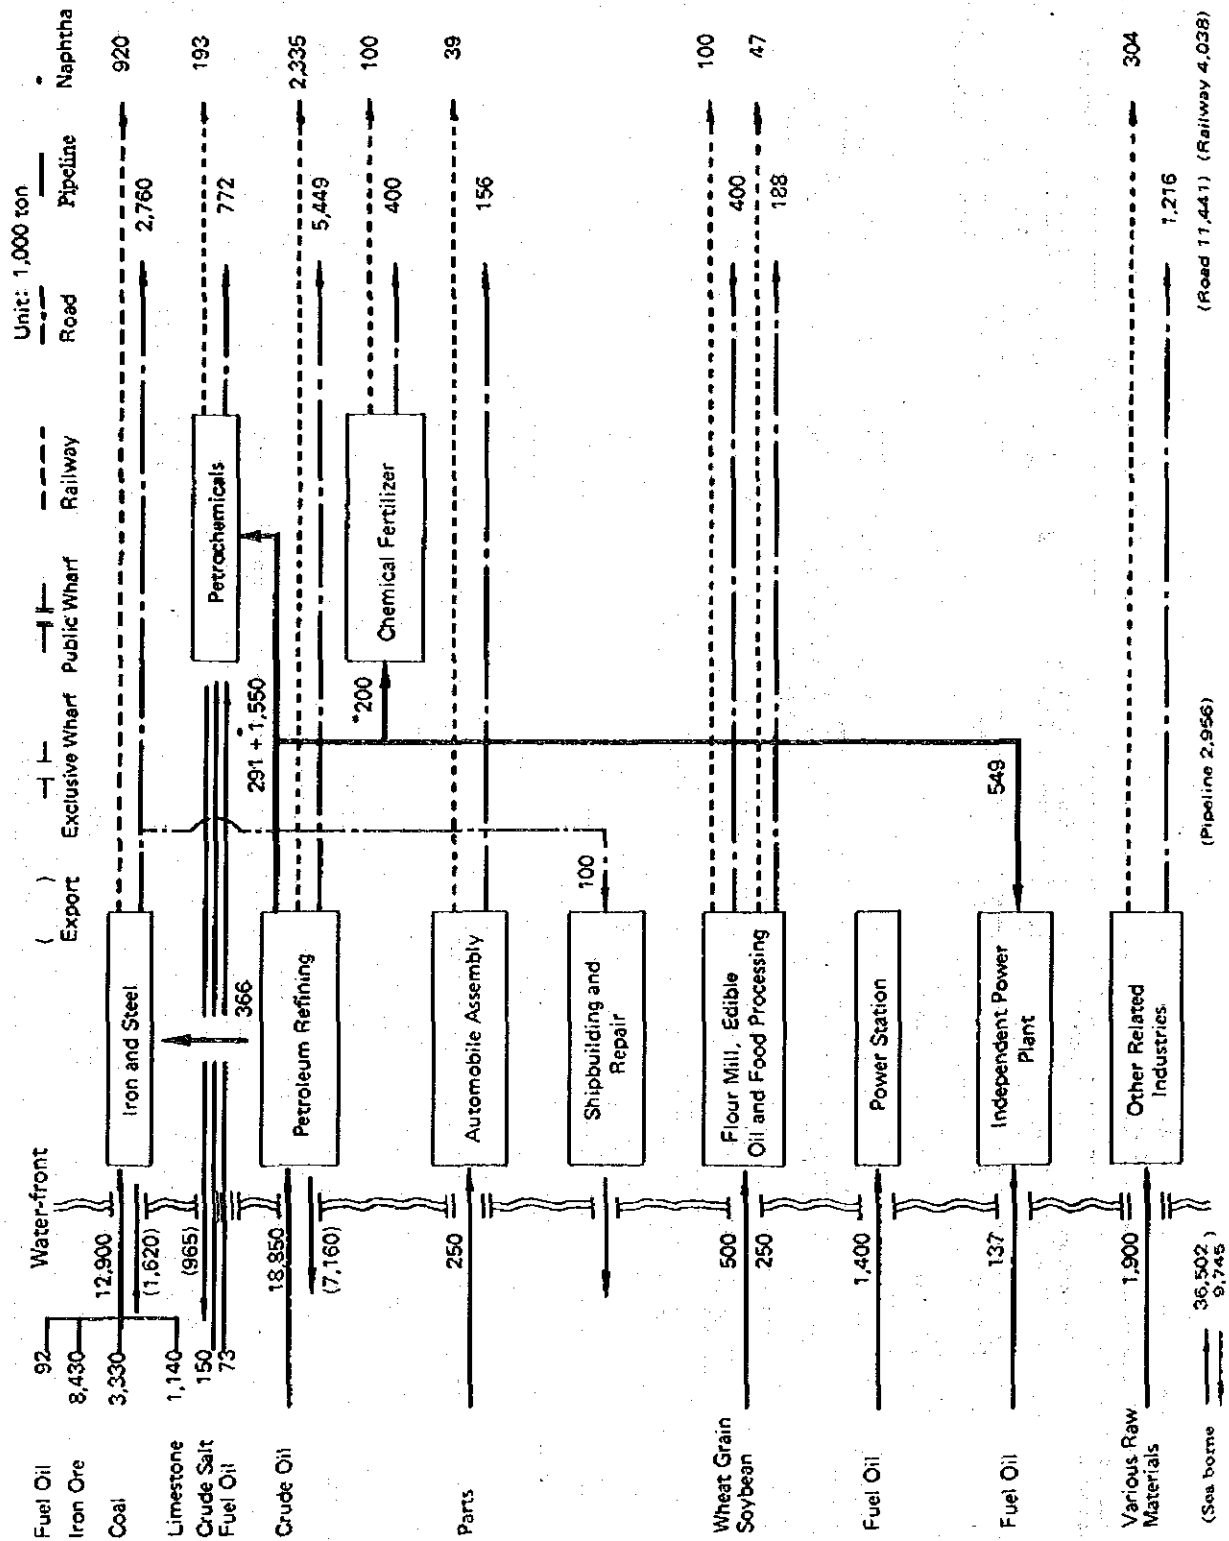 Unit: 1,000 ton
( )
Export
Exclusive Wharf
Public Wharf
Railway
Road
Pipeline
• Naphtha
Water-front
Fuel Oil 92
Iron Ore 8,430
Coal 3,330
Limestone 1,140
12,900
(1,620)
Iron and Steel
920
2,760
Crude Salt 150
Fuel Oil 73
(965)
366
Petrochemicals
193
772
291 + *1,550
Crude Oil
18,850
(7,160)
Petroleum Refining
2,335
5,449
*200
Chemical Fertilizer
100
400
Parts
250
Automobile Assembly
39
156
100
Shipbuilding and
Repair
Wheat Grain
Soybean
500
250
Flour Mill, Edible
Oil and Food Processing
100
400
47
188
Fuel Oil
1,400
Power Station
549
Fuel Oil
137
Independent Power
Plant
Various Raw
Materials
1,900
Other Related
Industries
304
1,216
(Sea borne
36,502
9,745 )
(Pipeline 2,956)
(Road 11,441) (Railway 4,038)